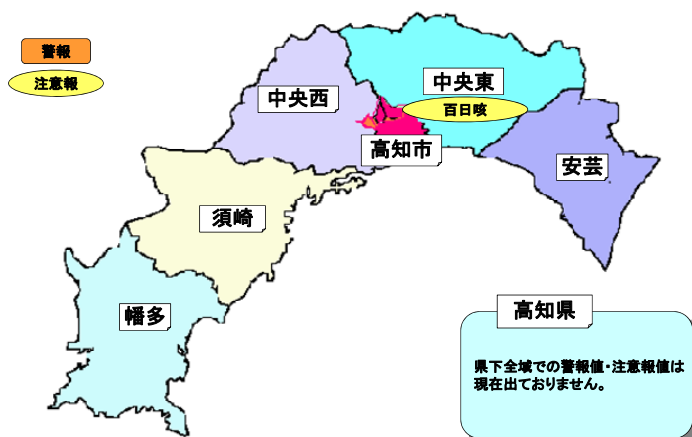 警報
注意報
中央西
中央東
百日咳
高知市
安芸
須崎
幡多
高知県
県下全域での警報値・注意報値は
現在出ておりません。